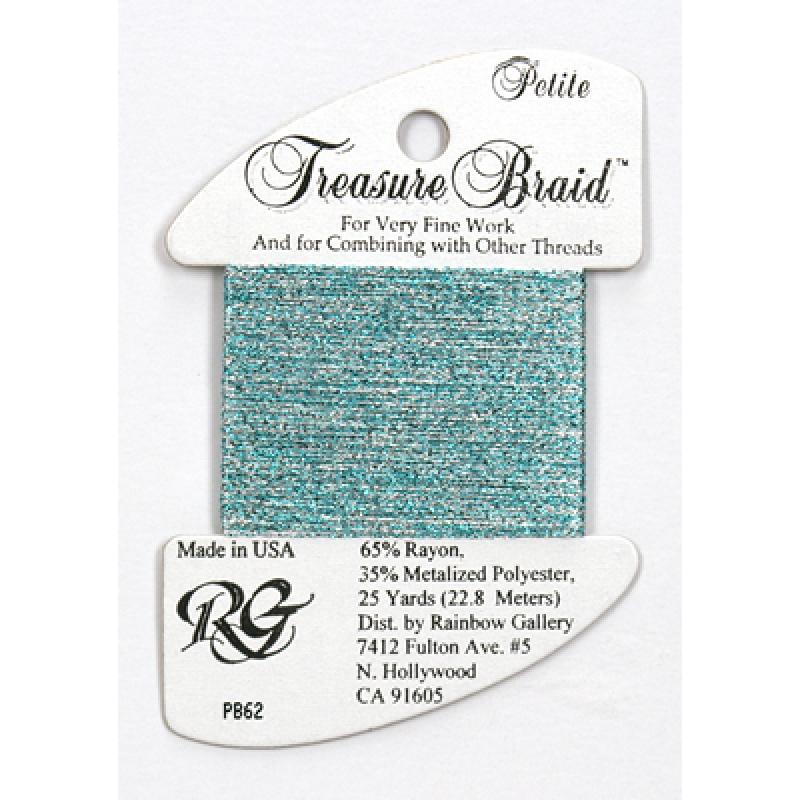 Petite
Treasure Braid™
For Very Fine Work
And for Combining with Other Threads
Made in USA
RG
PB62
65% Rayon,
35% Metalized Polyester,
25 Yards (22.8 Meters)
Dist. by Rainbow Gallery
7412 Fulton Ave. #5
N. Hollywood
CA 91605